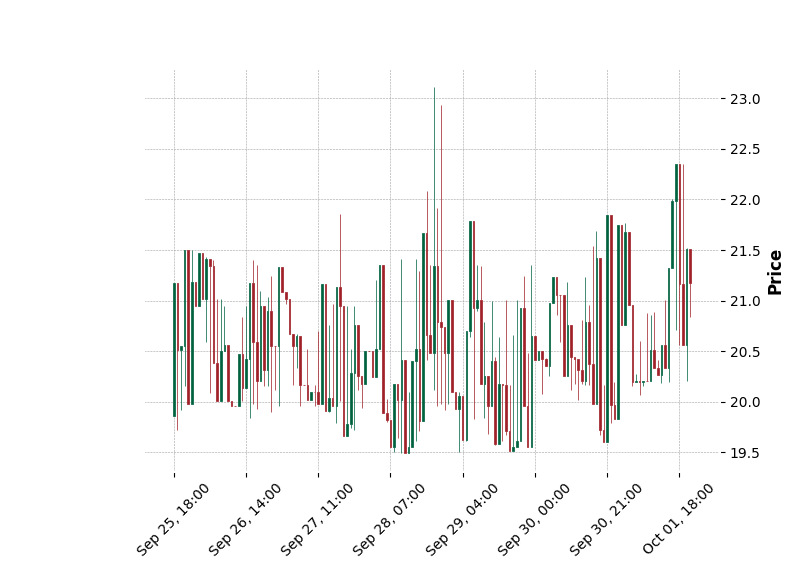 23.0
22.5
22.0
21.5
21.0
20.5
20.0
19.5
Price
Sep 25, 18:00
Sep 26, 14:00
Sep 27, 11:00
Sep 28, 07:00
Sep 29, 04:00
Sep 30, 00:00
Sep 30, 21:00
Oct 01, 18:00